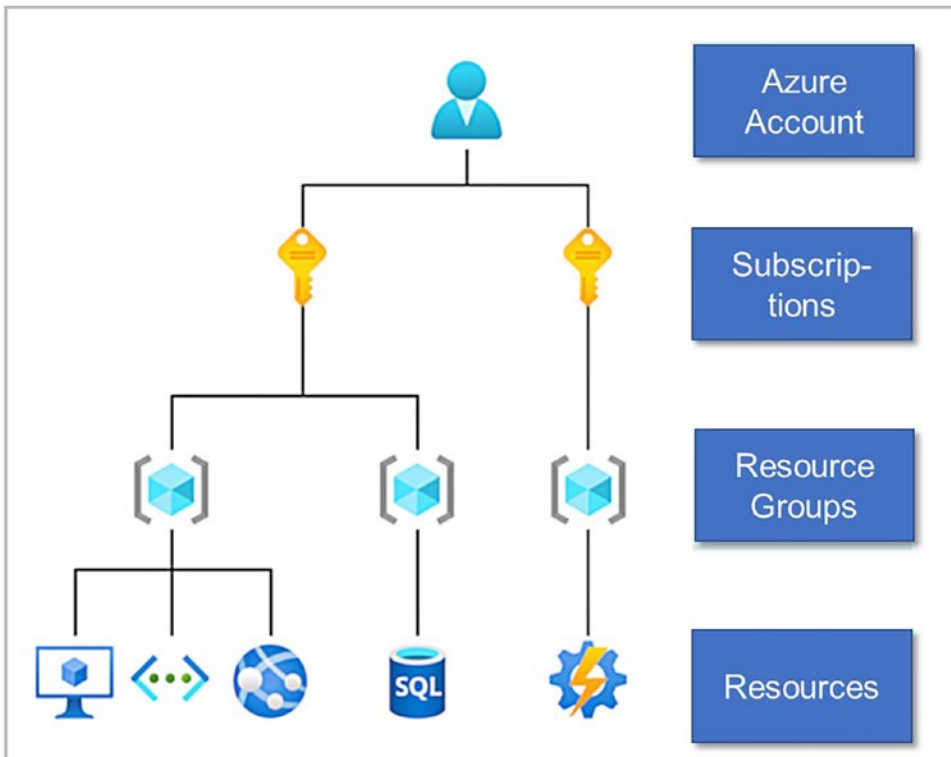 Azure
Account
Subscrip-
tions
Resource
Groups
SQL
Resources